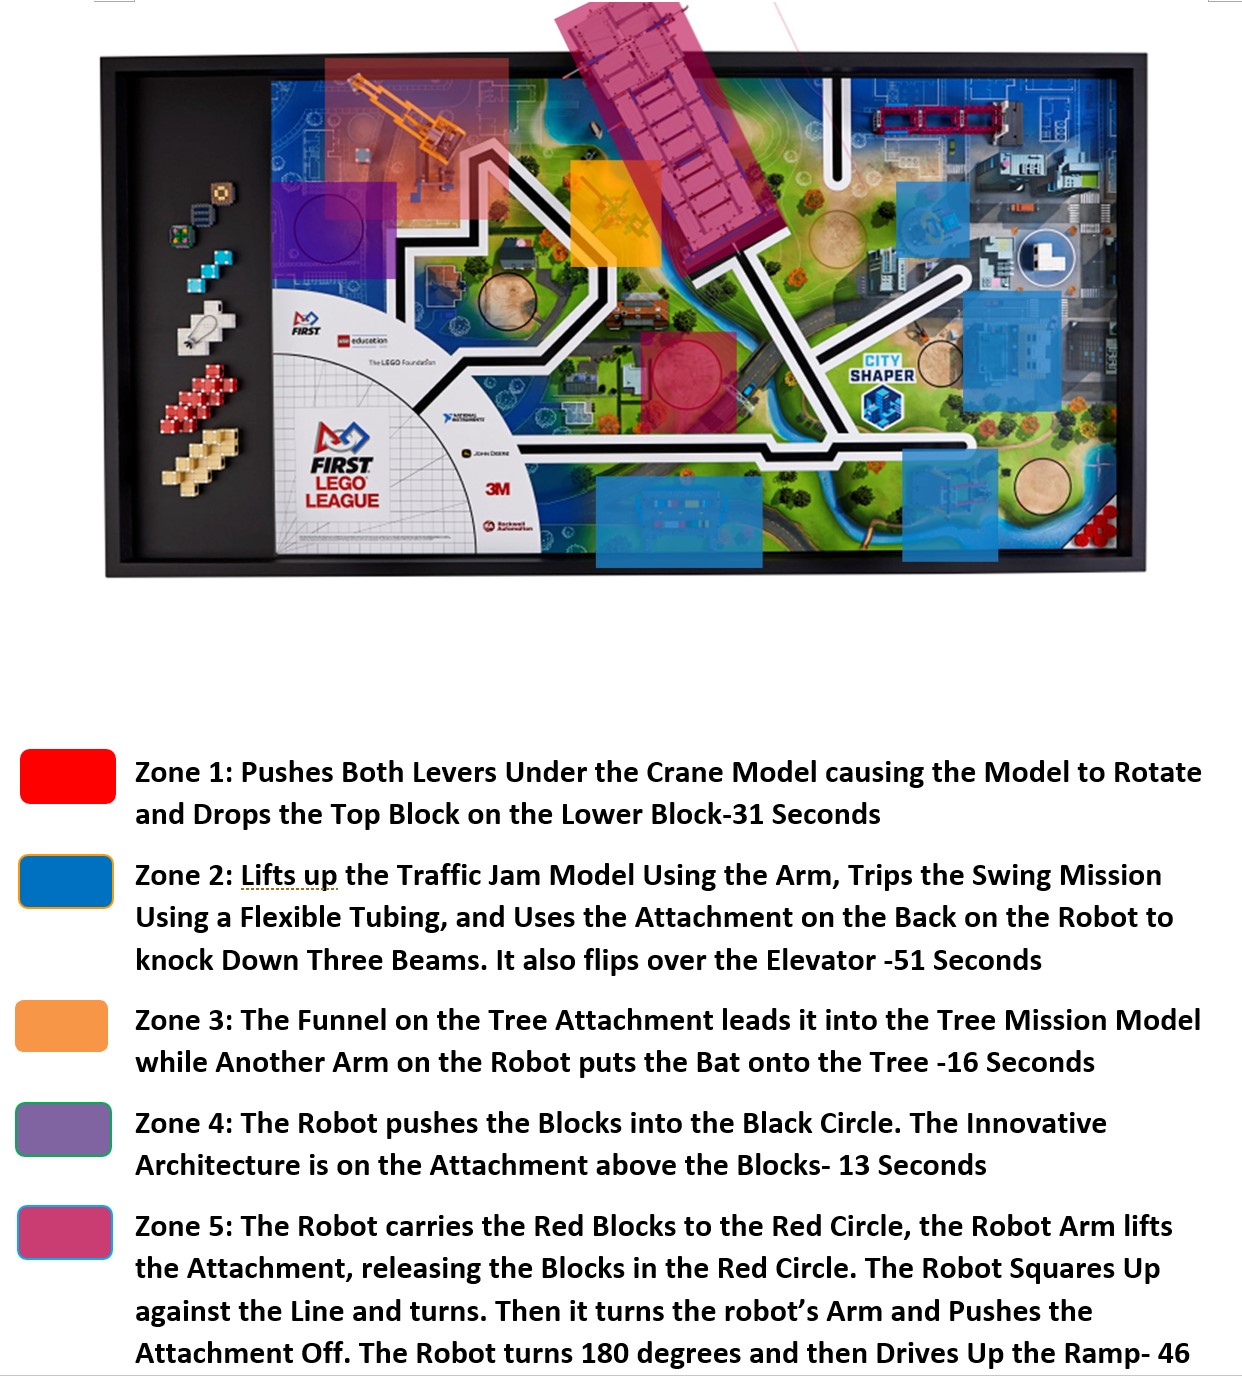 FIRST
LEGO education
The LEGO Foundation
NATIONAL INSTRUMENTS
JOHN DEERE
FIRST
LEGO
LEAGUE
3M
Rockwell Automation
CITY
SHAPER
Zone 1: Pushes Both Levers Under the Crane Model causing the Model to Rotate
and Drops the Top Block on the Lower Block-31 Seconds
Zone 2: Lifts up the Traffic Jam Model Using the Arm, Trips the Swing Mission
Using a Flexible Tubing, and Uses the Attachment on the Back on the Robot to
knock Down Three Beams. It also flips over the Elevator -51 Seconds
Zone 3: The Funnel on the Tree Attachment leads it into the Tree Mission Model
while Another Arm on the Robot puts the Bat onto the Tree -16 Seconds
Zone 4: The Robot pushes the Blocks into the Black Circle. The Innovative
Architecture is on the Attachment above the Blocks- 13 Seconds
Zone 5: The Robot carries the Red Blocks to the Red Circle, the Robot Arm lifts
the Attachment, releasing the Blocks in the Red Circle. The Robot Squares Up
against the Line and turns. Then it turns the robot’s Arm and Pushes the
Attachment Off. The Robot turns 180 degrees and then Drives Up the Ramp- 46